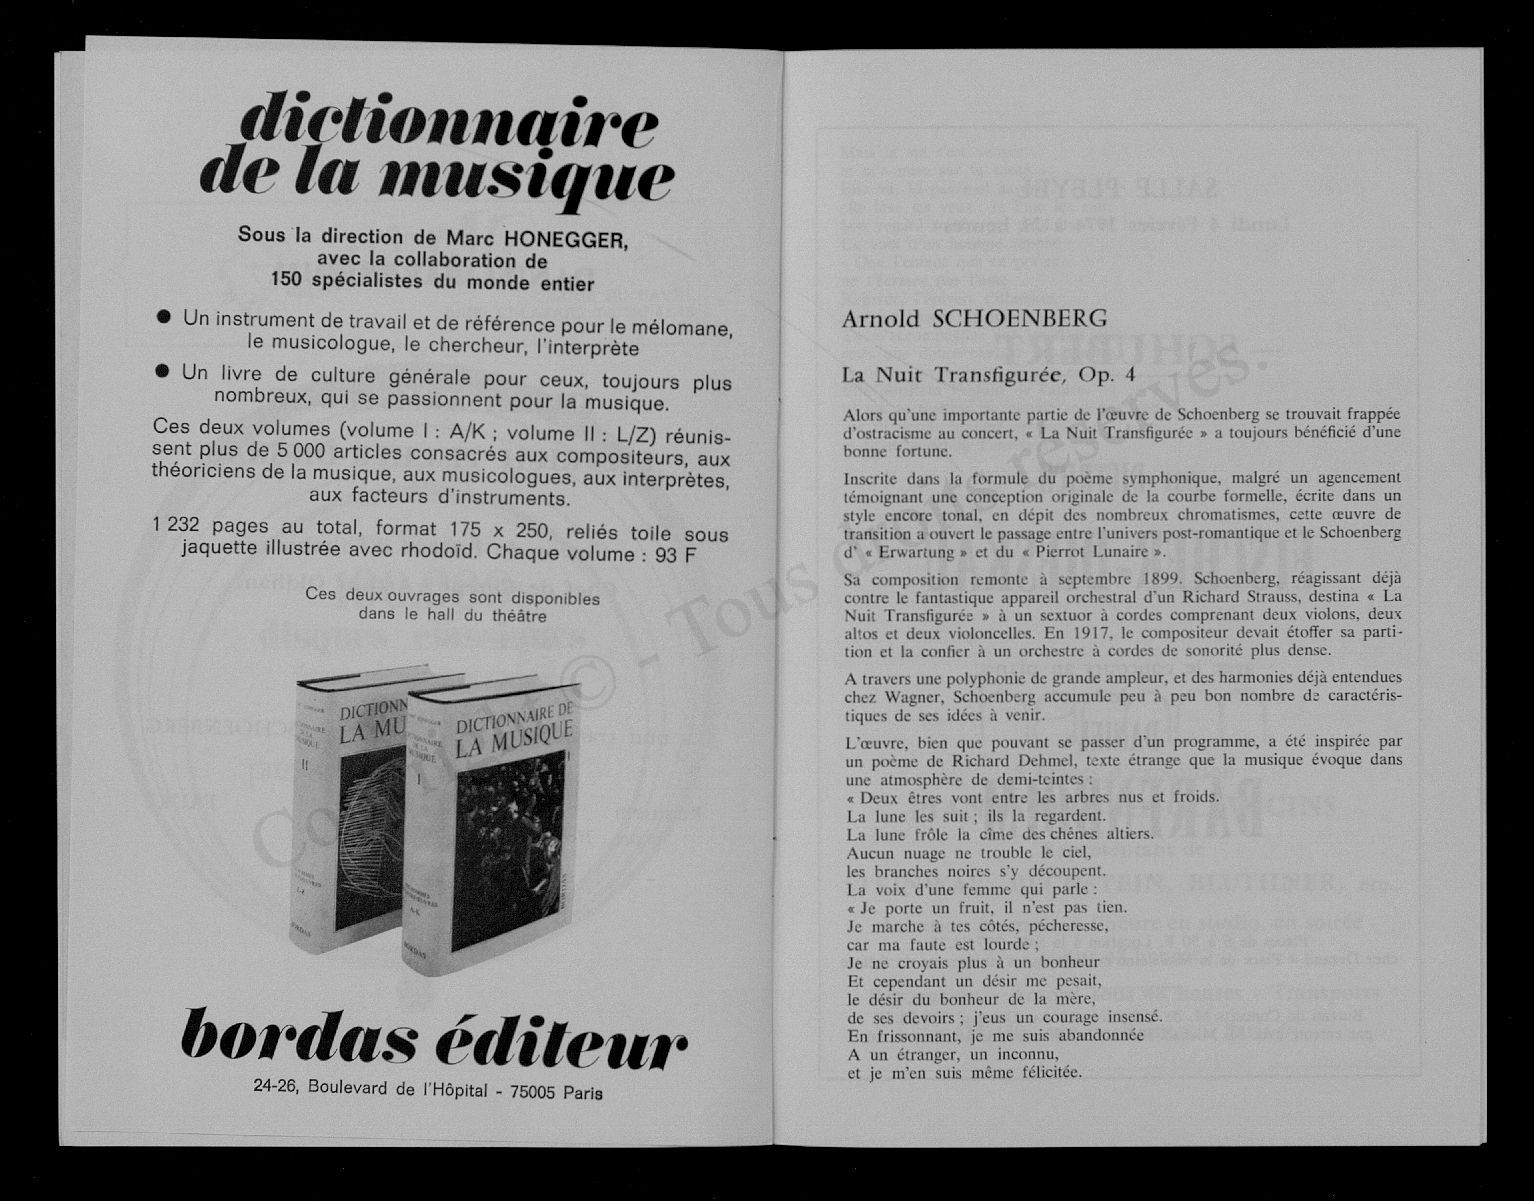 dictionnaire
de la musique
Sous la direction de Marc HONEGGER,
avec la collaboration de
150 spécialistes du monde entier
● Un instrument de travail et de référence pour le mélomane,
le musicologue, le chercheur, l'interprète
● Un livre de culture générale pour ceux, toujours plus
nombreux, qui se passionnent pour la musique.
Ces deux volumes (volume I : A/K ; volume II : L/Z) réunis-
sent plus de 5 000 articles consacrés aux compositeurs, aux
théoriciens de la musique, aux musicologues, aux interprètes,
aux facteurs d'instruments.
1 232 pages au total, format 175 x 250, reliés toile sous
jaquette illustrée avec rhodoïd. Chaque volume : 93 F
Ces deux ouvrages sont disponibles
dans le hall du théâtre
DICTIONN
LA MU
II
DICTIONNAIRE DE
LA MUSIQUE
I
A-K
BORDAS
bordas éditeur
24-26, Boulevard de l'Hôpital - 75005 Paris
Arnold SCHOENBERG
La Nuit Transfigurée, Op. 4
Alors qu'une importante partie de l'œuvre de Schoenberg se trouvait frappée
d'ostracisme au concert, « La Nuit Transfigurée » a toujours bénéficié d'une
bonne fortune.
Inscrite dans la formule du poème symphonique, malgré un agencement
témoignant une conception originale de la courbe formelle, écrite dans un
style encore tonal, en dépit des nombreux chromatismes, cette œuvre de
transition a ouvert le passage entre l'univers post-romantique et le Schoenberg
d' « Erwartung » et du « Pierrot Lunaire ».
Sa composition remonte à septembre 1899. Schoenberg, réagissant déjà
contre le fantastique appareil orchestral d'un Richard Strauss, destina « La
Nuit Transfigurée » à un sextuor à cordes comprenant deux violons, deux
altos et deux violoncelles. En 1917, le compositeur devait étoffer sa parti-
tion et la confier à un orchestre à cordes de sonorité plus dense.
A travers une polyphonie de grande ampleur, et des harmonies déjà entendues
chez Wagner, Schoenberg accumule peu à peu bon nombre de caractéris-
tiques de ses idées à venir.
L'œuvre, bien que pouvant se passer d'un programme, a été inspirée par
un poème de Richard Dehmel, texte étrange que la musique évoque dans
une atmosphère de demi-teintes :
« Deux êtres vont entre les arbres nus et froids.
La lune les suit ; ils la regardent.
La lune frôle la cîme des chênes altiers.
Aucun nuage ne trouble le ciel,
les branches noires s'y découpent.
La voix d'une femme qui parle :
« Je porte un fruit, il n'est pas tien.
Je marche à tes côtés, pécheresse,
car ma faute est lourde ;
Je ne croyais plus à un bonheur
Et cependant un désir me pesait,
le désir du bonheur de la mère,
de ses devoirs ; j'eus un courage insensé.
En frissonnant, je me suis abandonnée
A un étranger, un inconnu,
et je m'en suis même félicitée.
© - Tous droits réservés.